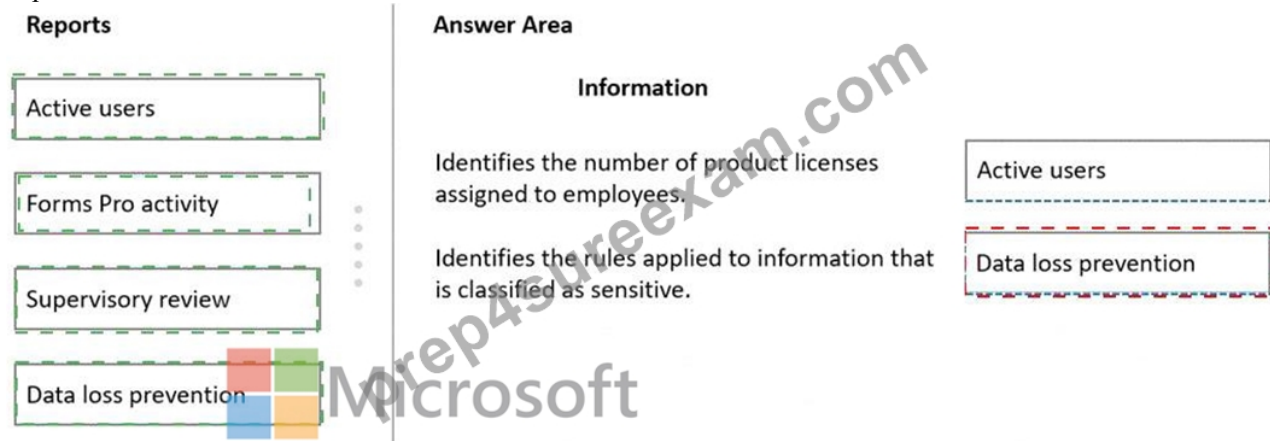 Reports
Active users
Forms Pro activity
Supervisory review
Data loss prevention
Answer Area
Information
Identifies the number of product licenses
assigned to employees.
Active users
Identifies the rules applied to information that
is classified as sensitive.
Data loss prevention
prep4sureexam.com
Microsoft